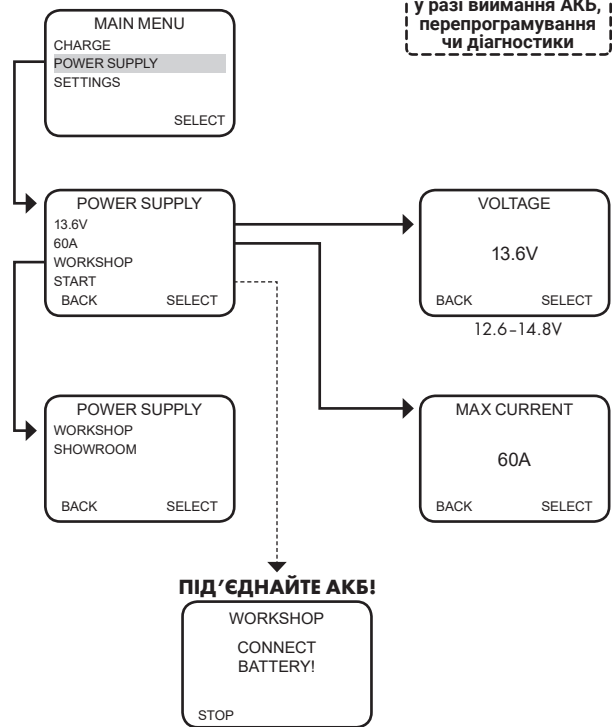 у разі виймання АКБ,
перепрограмування
чи діагностики
MAIN MENU
CHARGE
POWER SUPPLY
SETTINGS
SELECT
POWER SUPPLY
13.6V
60A
WORKSHOP
START
BACK SELECT
VOLTAGE
13.6V
BACK SELECT
12.6-14.8V
POWER SUPPLY
WORKSHOP
SHOWROOM
BACK SELECT
MAX CURRENT
60A
BACK SELECT
ПІД’ЄДНАЙТЕ АКБ!
WORKSHOP
CONNECT
BATTERY!
STOP